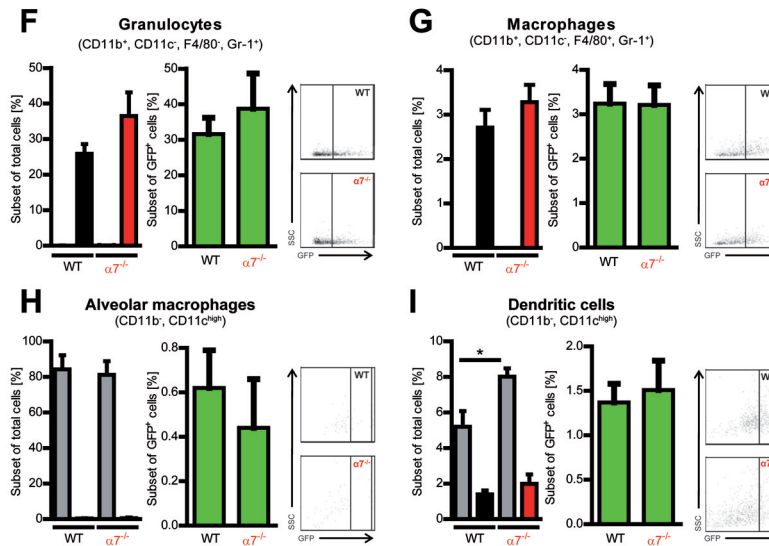 F
Granulocytes
(CD11b⁺, CD11c⁻, F4/80⁻, Gr-1⁺)
Subset of total cells [%]
50
40
30
20
10
0
WT
α7⁻/⁻
Subset of GFP⁺ cells [%]
50
40
30
20
10
0
WT
α7⁻/⁻
WT
α7⁻/⁻
SSC
GFP
G
Macrophages
(CD11b⁺, CD11c⁻, F4/80⁺, Gr-1⁺)
Subset of total cells [%]
4
3
2
1
0
WT
α7⁻/⁻
Subset of GFP⁺ cells [%]
4
3
2
1
0
WT
α7⁻/⁻
W
α7
SSC
GFP
H
Alveolar macrophages
(CD11b⁻, CD11cʰⁱᵍʰ)
Subset of total cells [%]
100
80
60
40
20
0
WT
α7⁻/⁻
Subset of GFP⁺ cells [%]
0.8
0.6
0.4
0.2
0.0
WT
α7⁻/⁻
WT
α7⁻/⁻
SSC
GFP
I
Dendritic cells
(CD11b⁻, CD11cʰⁱᵍʰ)
Subset of total cells [%]
10
8
6
4
2
0
*
WT
α7⁻/⁻
Subset of GFP⁺ cells [%]
2.0
1.5
1.0
0.5
0.0
WT
α7⁻/⁻
W
α7
SSC
GFP